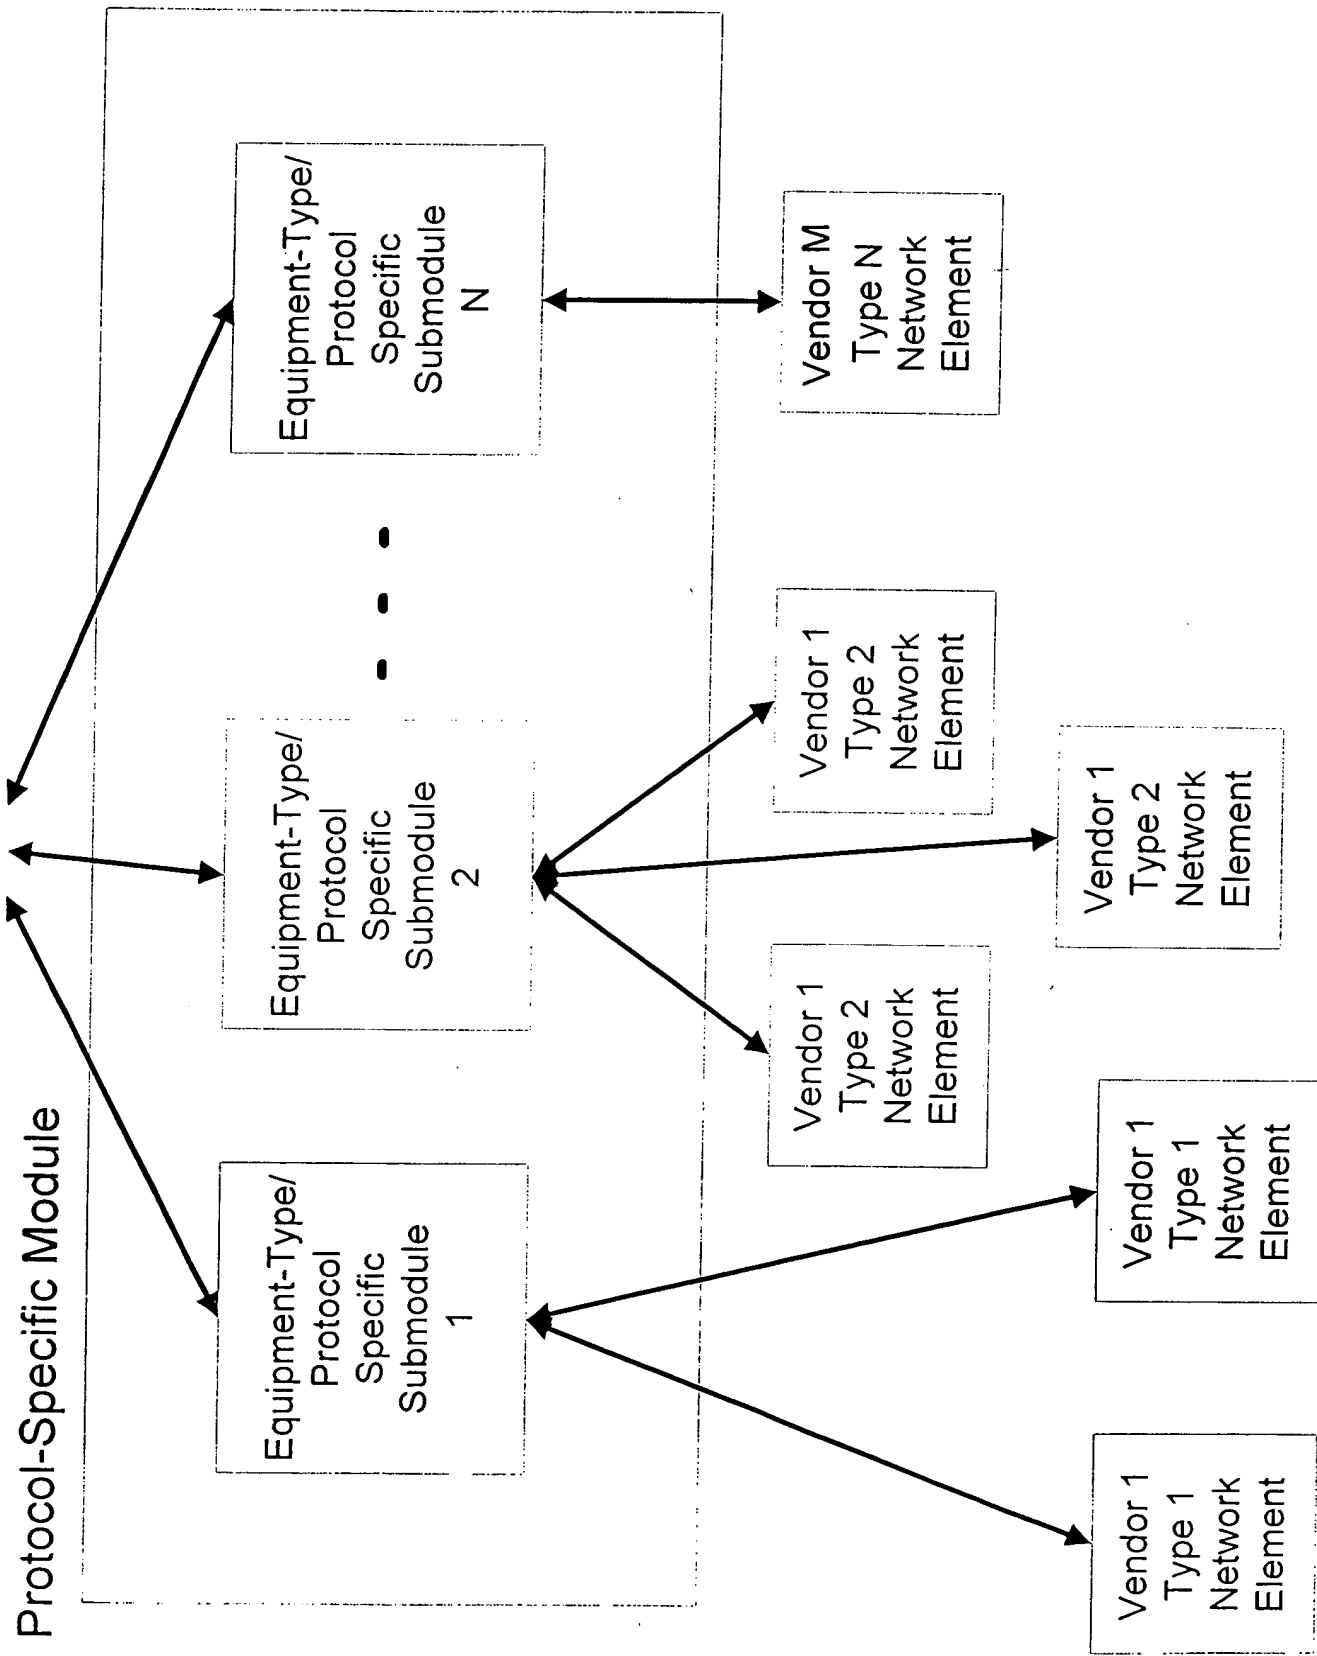 Protocol-Specific Module
Equipment-Type/
Protocol
Specific
Submodule
1
Equipment-Type/
Protocol
Specific
Submodule
2
Equipment-Type/
Protocol
Specific
Submodule
N
Vendor 1
Type 1
Network
Element
Vendor 1
Type 1
Network
Element
Vendor 1
Type 2
Network
Element
Vendor 1
Type 2
Network
Element
Vendor 1
Type 2
Network
Element
Vendor M
Type N
Network
Element